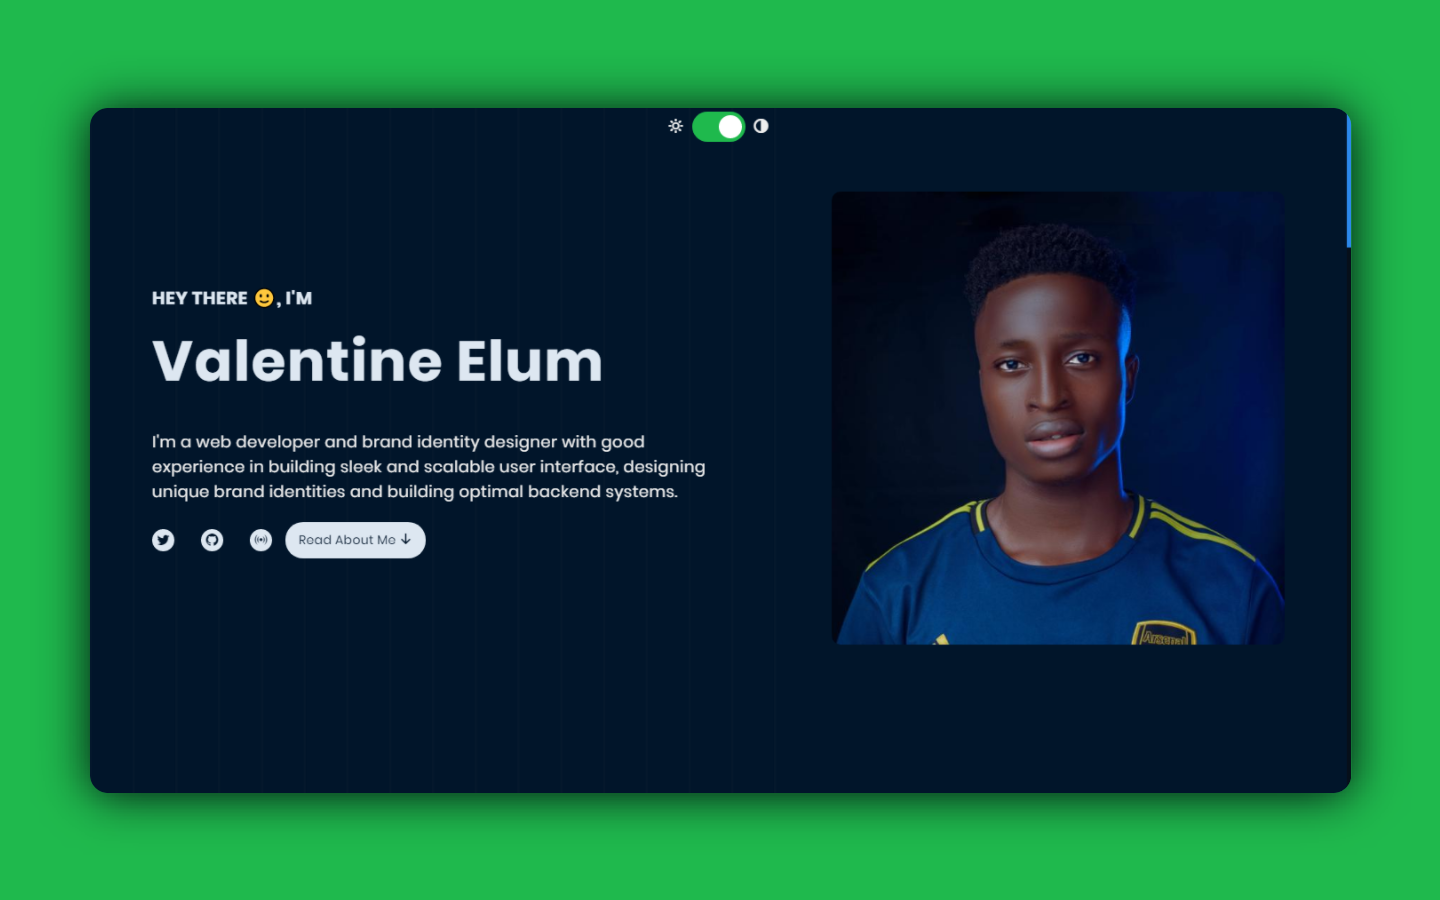 HEY THERE 🙂, I'M
Valentine Elum
I'm a web developer and brand identity designer with good
experience in building sleek and scalable user interface, designing
unique brand identities and building optimal backend systems.
Read About Me ↓
Arsenal